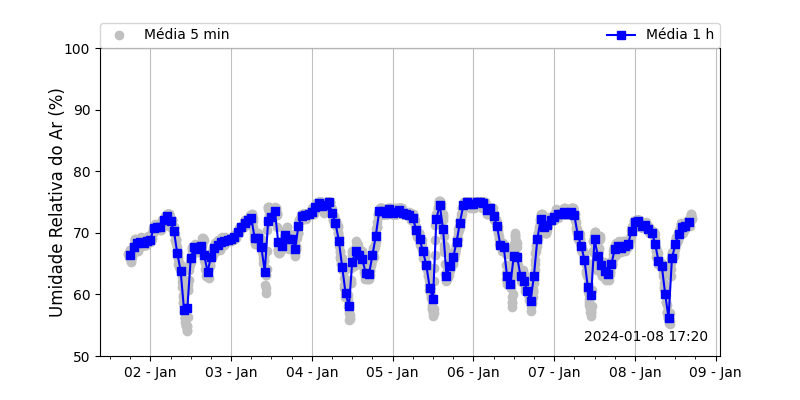 Média 5 min
Média 1 h
Umidade Relativa do Ar (%)
100
90
80
70
60
50
2024-01-08 17:20
02 - Jan
03 - Jan
04 - Jan
05 - Jan
06 - Jan
07 - Jan
08 - Jan
09 - Jan